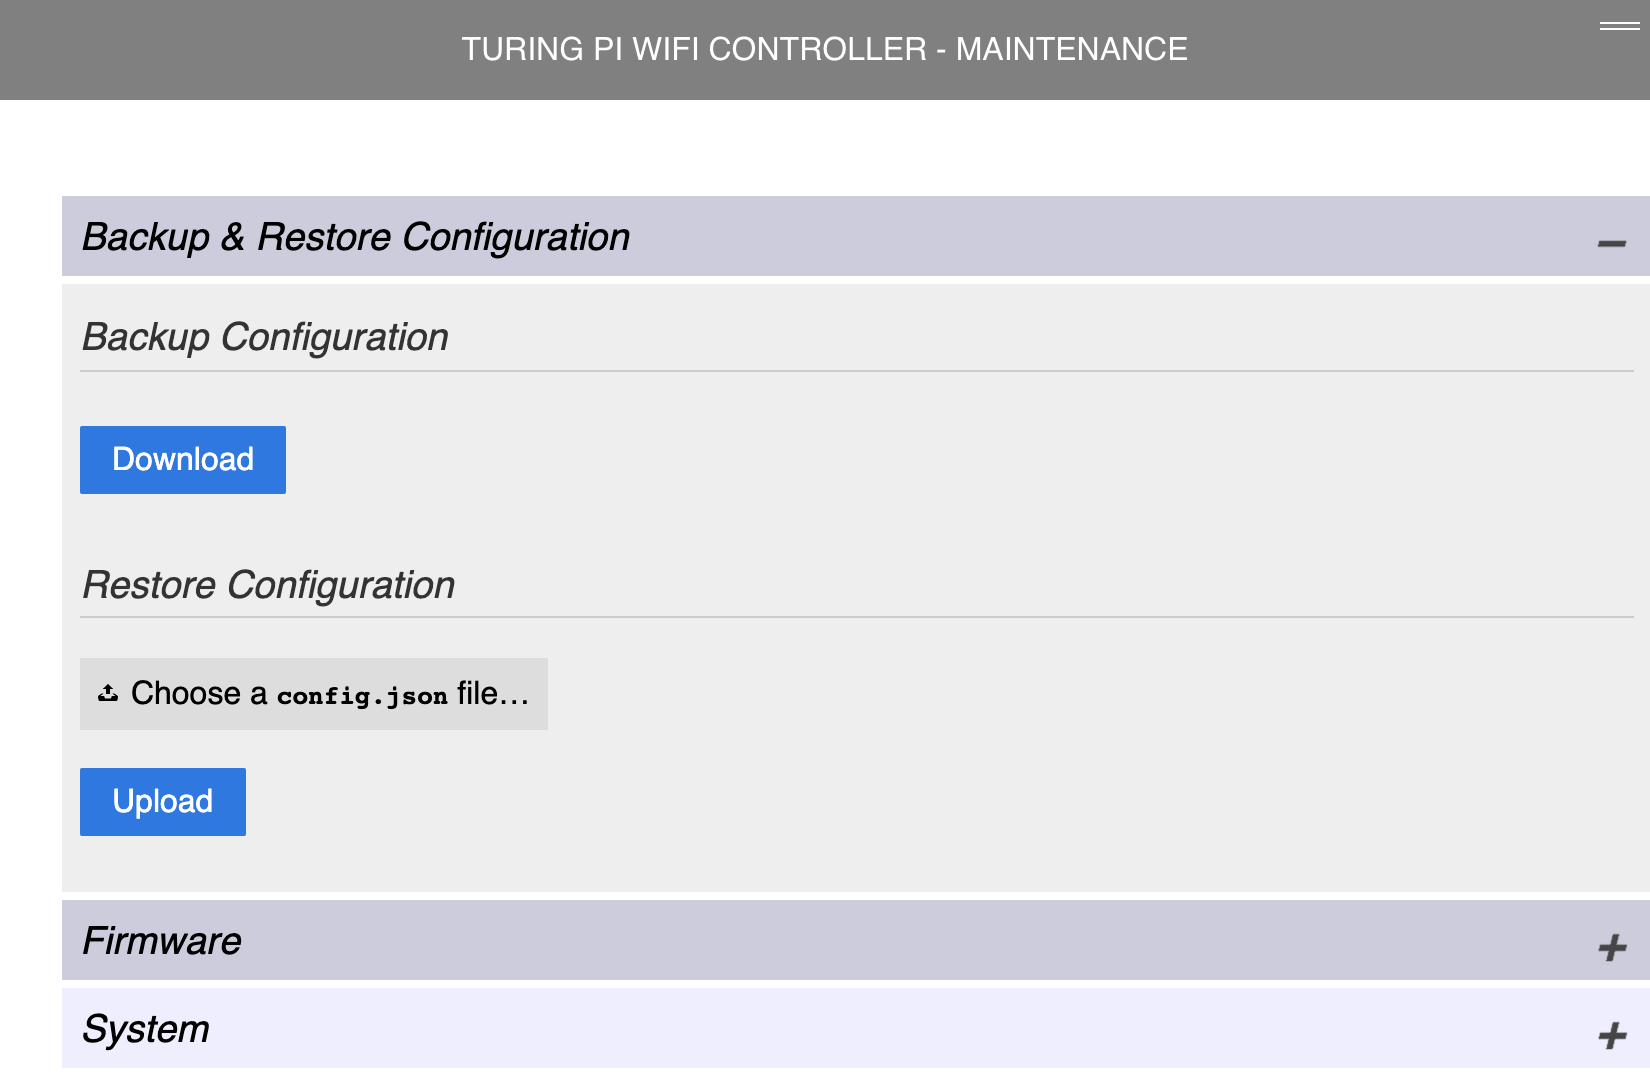 TURING PI WIFI CONTROLLER - MAINTENANCE
Backup & Restore Configuration
Backup Configuration
Download
Restore Configuration
Choose a config.json file...
Upload
Firmware
System